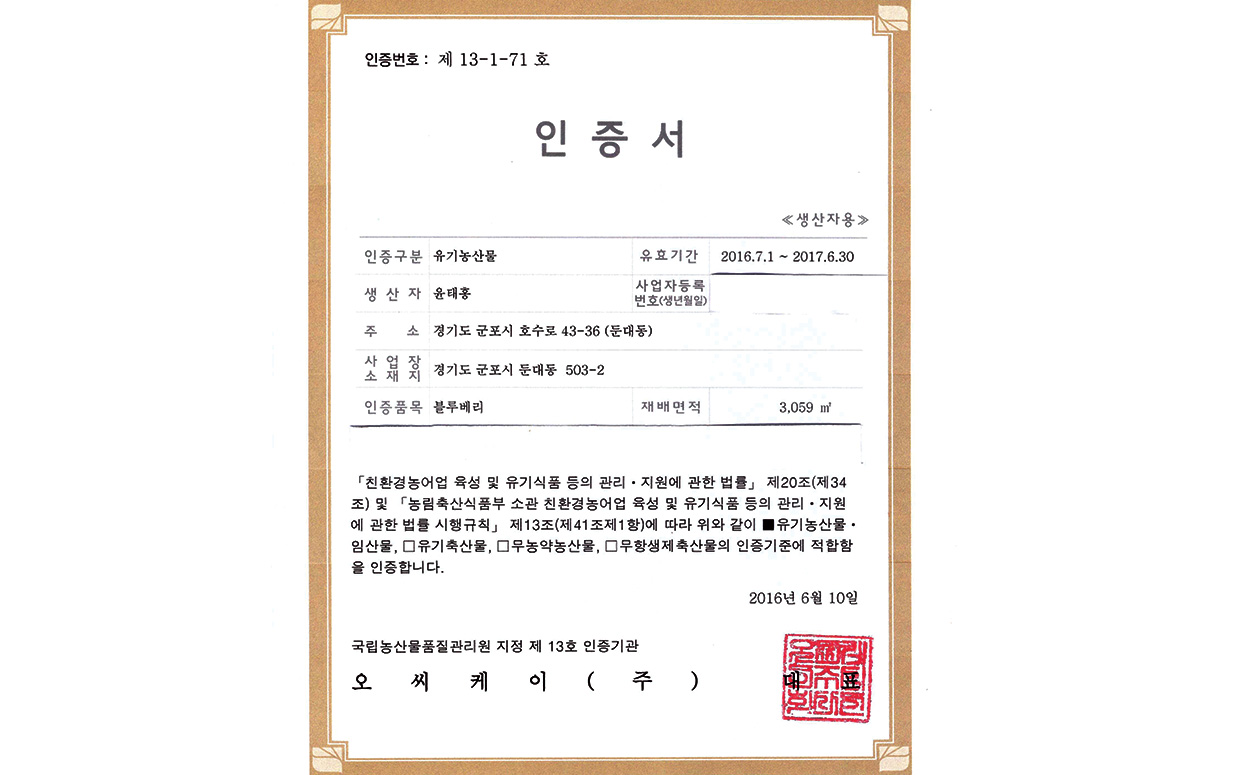 인증번호 : 제 13-1-71 호
인 증 서
≪생산자용≫
인증구분 유기농산물 유효기간 2016.7.1 ~ 2017.6.30
생 산 자 윤태홍 사업자등록
번호(생년월일)
주 소 경기도 군포시 호수로 43-36 (둔대동)
사 업 장
소 재 지 경기도 군포시 둔대동 503-2
인증품목 블루베리 재배면적 3,059 ㎡
「친환경농어업 육성 및 유기식품 등의 관리・지원에 관한 법률」 제20조(제34
조) 및 「농림축산식품부 소관 친환경농어업 육성 및 유기식품 등의 관리・지원
에 관한 법률 시행규칙」 제13조(제41조제1항)에 따라 위와 같이 ■유기농산물・
임산물, □유기축산물, □무농약농산물, □무항생제축산물의 인증기준에 적합함
을 인증합니다.
2016년 6월 10일
국립농산물품질관리원 지정 제 13호 인증기관
오 씨 케 이 ( 주 ) 대 표